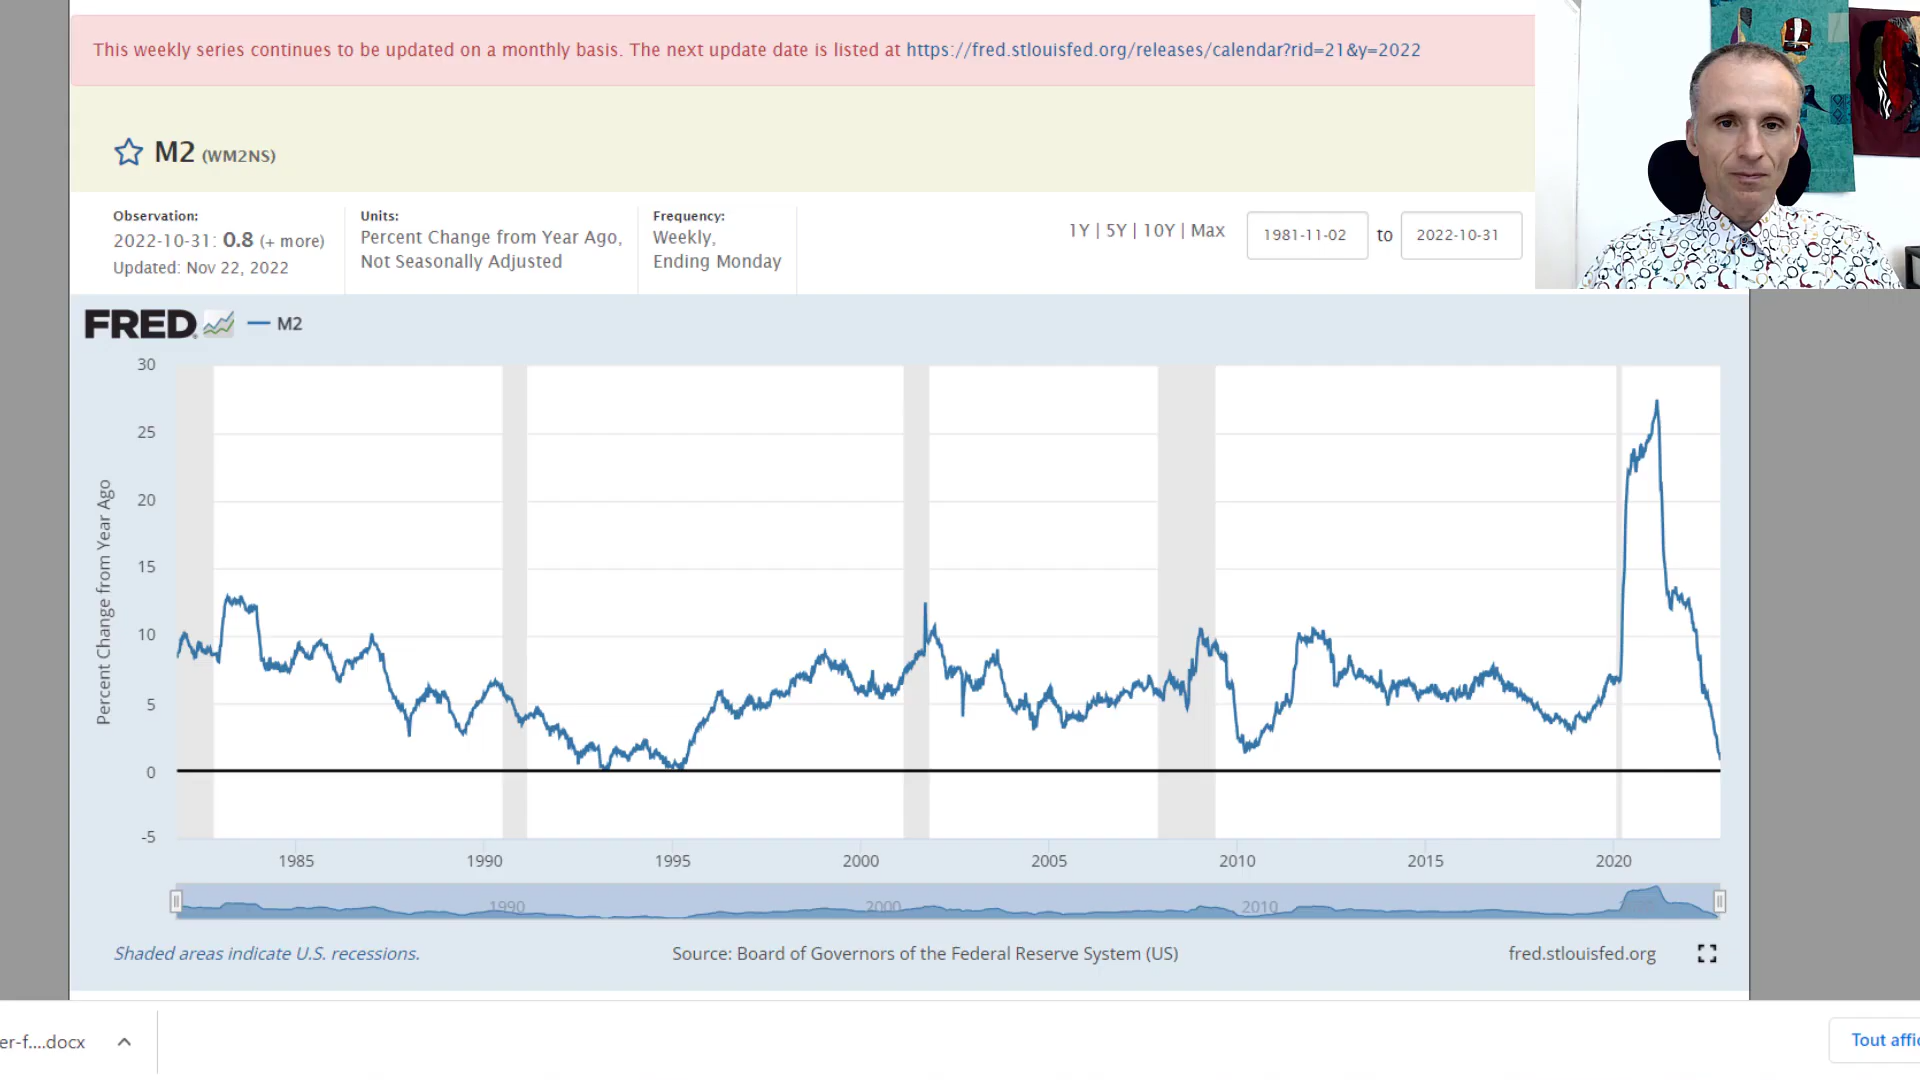 This weekly series continues to be updated on a monthly basis. The next update date is listed at https://fred.stlouisfed.org/releases/calendar?rid=21&y=2022
M2 (WM2NS)
Observation:
2022-10-31: 0.8 (+ more)
Updated: Nov 22, 2022
Units:
Percent Change from Year Ago,
Not Seasonally Adjusted
Frequency:
Weekly,
Ending Monday
1Y | 5Y | 10Y | Max
1981-11-02 to 2022-10-31
FRED M2
30
25
20
15
10
5
0
-5
Percent Change from Year Ago
1985 1990 1995 2000 2005 2010 2015 2020
1990 2000 2010
Shaded areas indicate U.S. recessions.
Source: Board of Governors of the Federal Reserve System (US)
fred.stlouisfed.org
er-f....docx
Tout affic